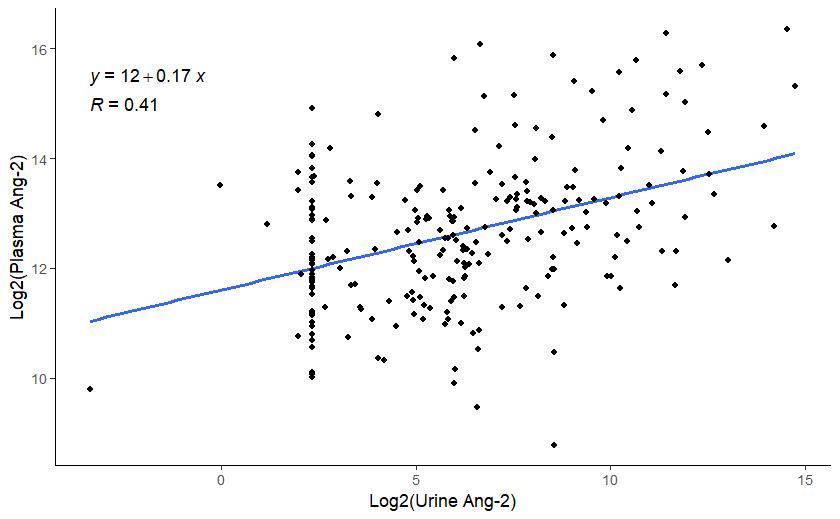 16
14
12
10
y = 12 + 0.17 x
R = 0.41
Log2(Plasma Ang-2)
0
5
10
15
Log2(Urine Ang-2)